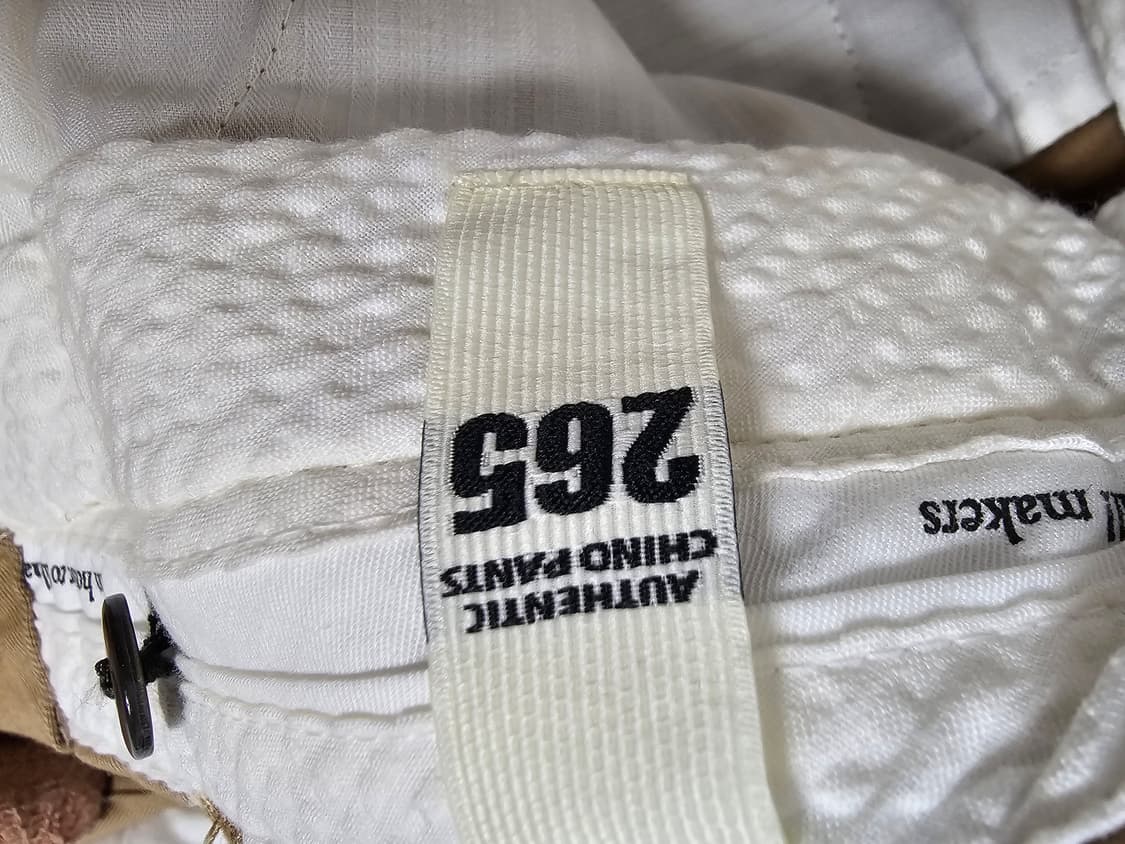 AUTHENTIC
CHINO PANTS
265
makers